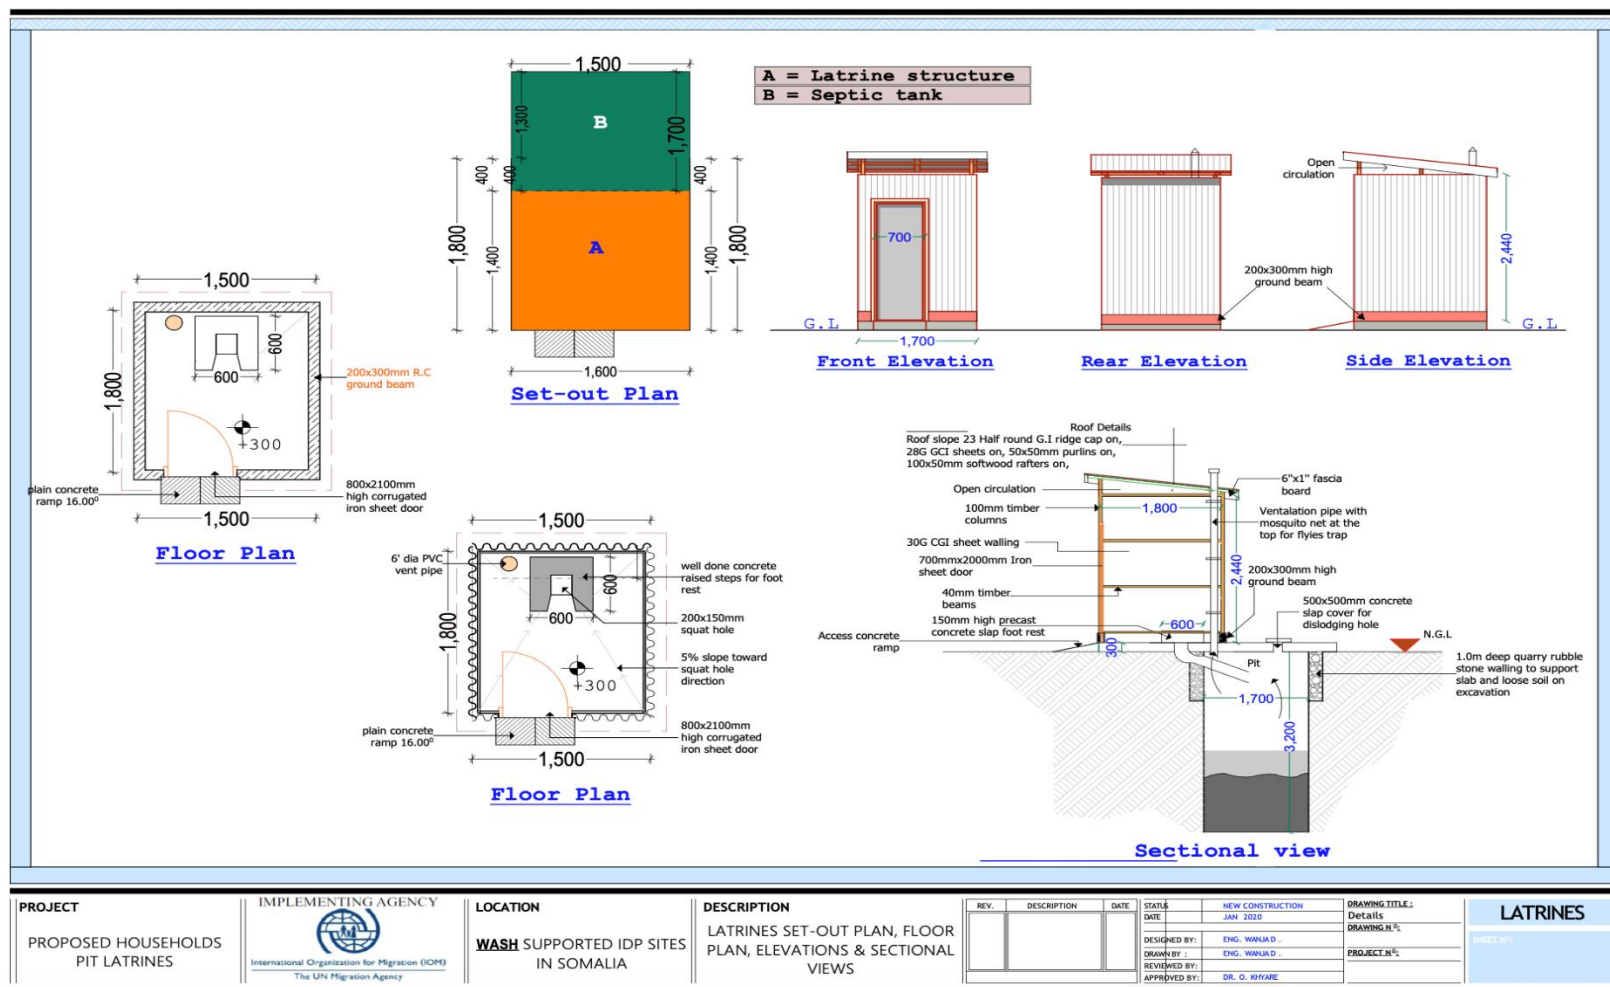 1,500
B
1,300
1,700
400
400
400
1,800
1,400
A
1,400
1,800
1,600
Set-out Plan
A = Latrine structure
B = Septic tank
700
G.L
1,700
Front Elevation
200x300mm high
ground beam
Rear Elevation
Open
circulation
2,440
G.L
Side Elevation
1,500
600
600
1,800
200x300mm R.C
ground beam
+300
plain concrete
ramp 16.00⁰
800x2100mm
high corrugated
iron sheet door
1,500
Floor Plan
1,500
6' dia PVC
vent pipe
600
600
1,800
well done concrete
raised steps for foot
rest
200x150mm
squat hole
5% slope toward
squat hole
direction
+300
plain concrete
ramp 16.00⁰
800x2100mm
high corrugated
iron sheet door
1,500
Floor Plan
Roof Details
Roof slope 23 Half round G.I ridge cap on,
28G GCI sheets on, 50x50mm purlins on,
100x50mm softwood rafters on,
Open circulation
100mm timber
columns
30G CGI sheet walling
700mmx2000mm Iron
sheet door
40mm timber
beams
150mm high precast
concrete slap foot rest
Access concrete
ramp
1,800
600
300
2,440
6"x1" fascia
board
Ventalation pipe with
mosquito net at the
top for flyies trap
200x300mm high
ground beam
500x500mm concrete
slap cover for
dislodging hole
N.G.L
Pit
1,700
3,200
1.0m deep quarry rubble
stone walling to support
slab and loose soil on
excavation
Sectional view
PROJECT
PROPOSED HOUSEHOLDS
PIT LATRINES
IMPLEMENTING AGENCY
International Organization for Migration (IOM)
The UN Migration Agency
LOCATION
WASH SUPPORTED IDP SITES
IN SOMALIA
DESCRIPTION
LATRINES SET-OUT PLAN, FLOOR
PLAN, ELEVATIONS & SECTIONAL
VIEWS
REV. DESCRIPTION DATE
STATUS NEW CONSTRUCTION
DATE JAN 2020
DESIGNED BY: ENG. WANJAD .
DRAWN BY : ENG. WANJAD .
REVIEWED BY:
APPROVED BY: DR. O. KHYARE
DRAWING TITLE :
Details
DRAWING Nº:
PROJECT Nº:
LATRINES
SHEET Nº: